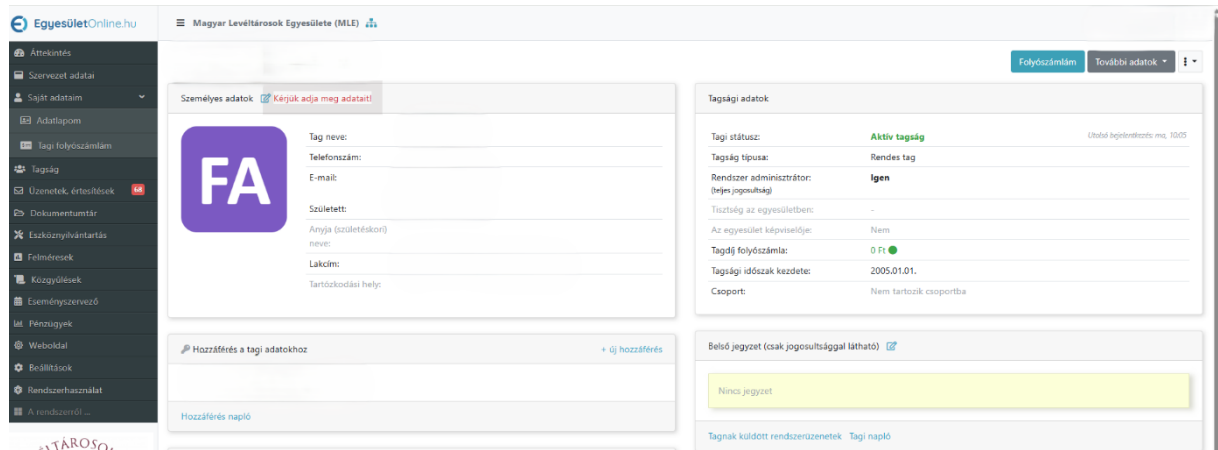 EgyesületOnline.hu
Magyar Levéltárosok Egyesülete (MLE)
Áttekintés
Szervezet adatai
Saját adataim
Adatlapom
Tagi folyószámlám
Tagság
Üzenetek, értesítések 68
Dokumentumtár
Eszköznyilvántartás
Felmérések
Közgyűlések
Eseményszervező
Pénzügyek
Weboldal
Beállítások
Rendszerhasználat
A rendszerről ...
Folyószámlám
További adatok
Személyes adatok Kérjük adja meg adatait!
FA
Tag neve:
Telefonszám:
E-mail:
Született:
Anyja (születéskori)
neve:
Lakcím:
Tartózkodási hely:
Hozzáférés a tagi adatokhoz + új hozzáférés
Hozzáférés napló
Tagsági adatok
Tagi státusz: Aktív tagság Utolsó bejelentkezés: ma, 10:05
Tagság típusa: Rendes tag
Rendszer adminisztrátor: Igen
(teljes jogosultság)
Tisztség az egyesületben: -
Az egyesület képviselője: Nem
Tagdíj folyószámla: 0 Ft
Tagsági időszak kezdete: 2005.01.01.
Csoport: Nem tartozik csoportba
Belső jegyzet (csak jogosultsággal látható)
Nincs jegyzet
Tagnak küldött rendszerüzenetek Tagi napló